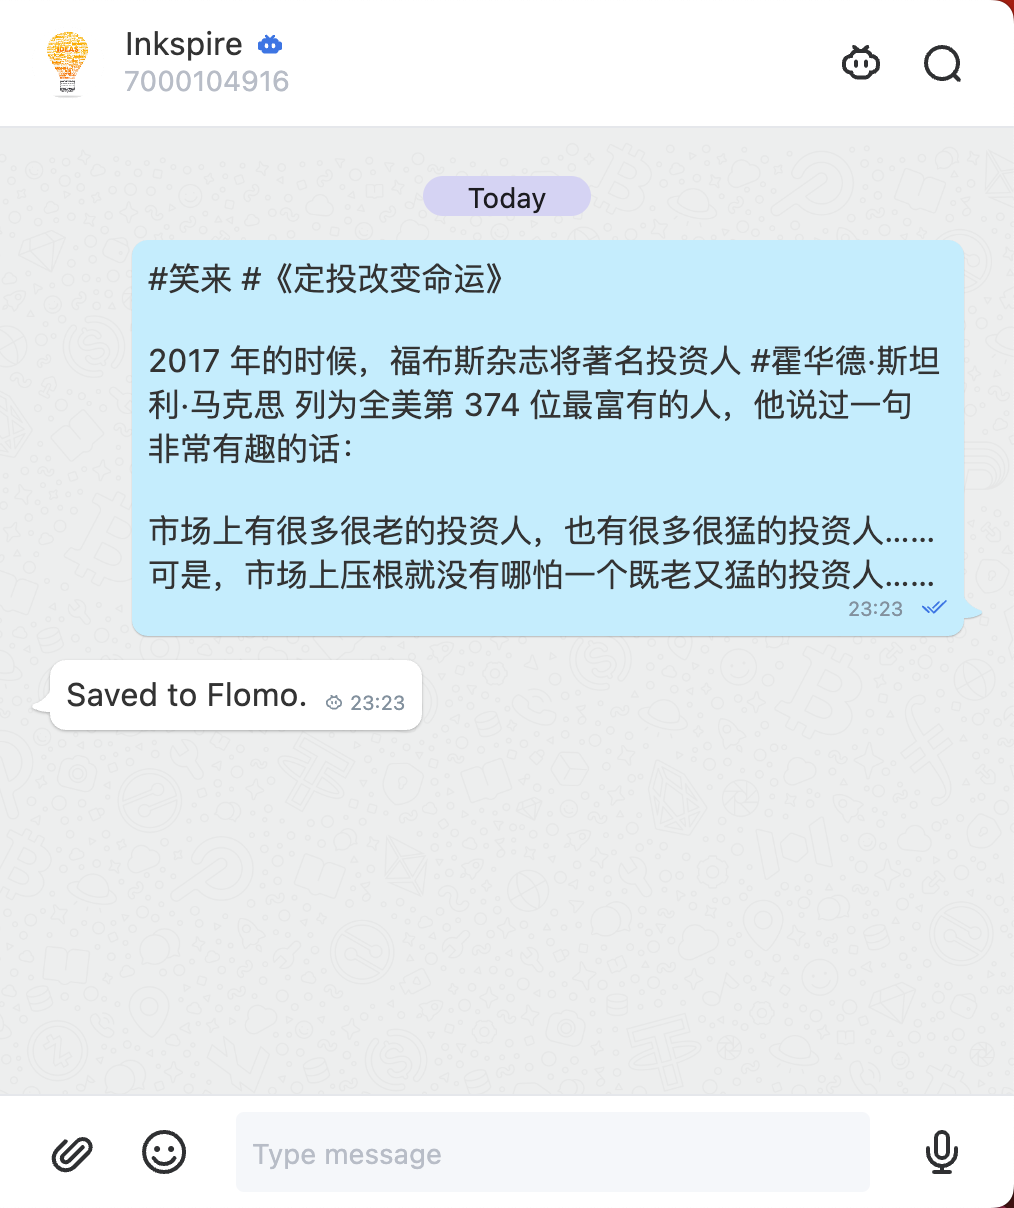 Inkspire
7000104916
Today
#笑来 #《定投改变命运》
2017 年的时候，福布斯杂志将著名投资人 #霍华德·斯坦
利·马克思 列为全美第 374 位最富有的人，他说过一句
非常有趣的话：
市场上有很多很老的投资人，也有很多很猛的投资人……
可是，市场上压根就没有哪怕一个既老又猛的投资人……
23:23
Saved to Flomo. 23:23
Type message